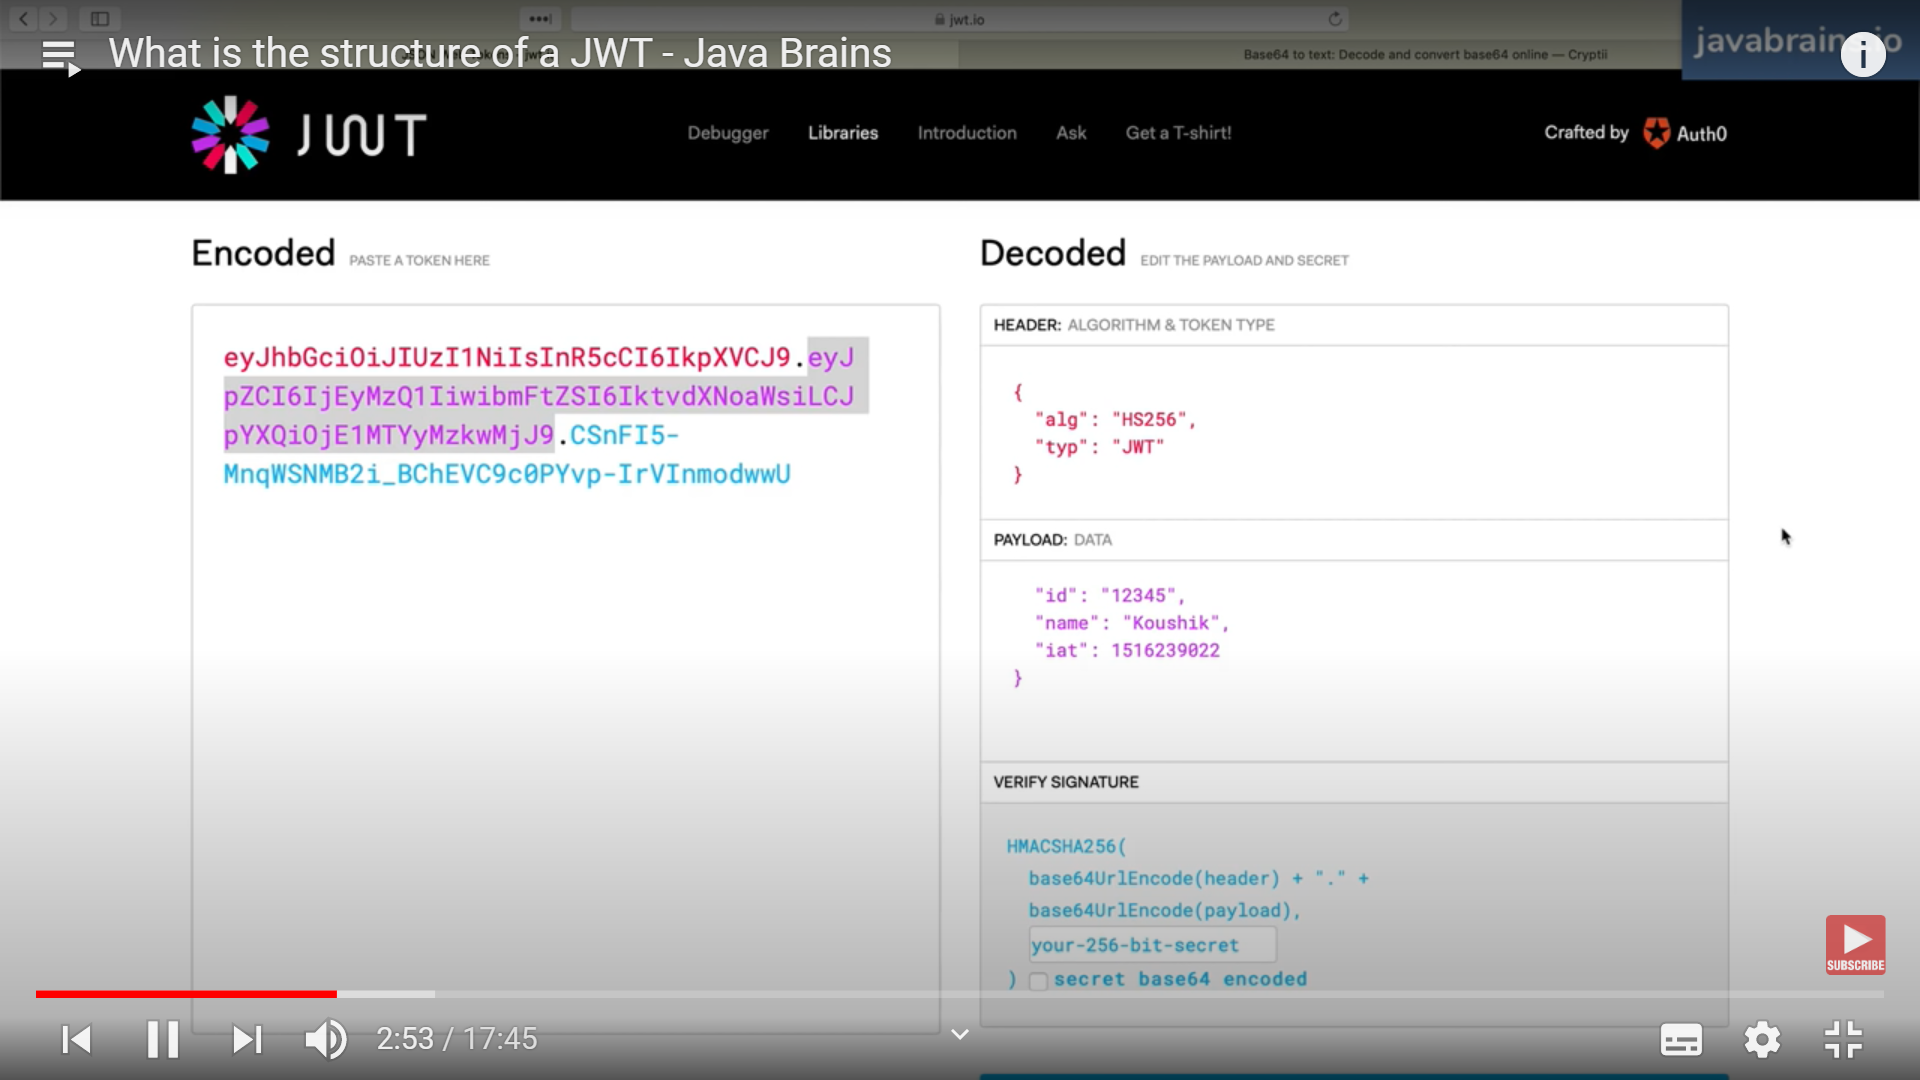 jwt.io
What is the structure of a JWT - Java Brains
Base64 to text: Decode and convert base64 online — Cryptii
javabrains.io
JWT
Debugger
Libraries
Introduction
Ask
Get a T-shirt!
Crafted by
Auth0
Encoded
PASTE A TOKEN HERE
eyJhbGciOiJIUzI1NiIsInR5cCI6IkpXVCJ9.eyJ
pZCI6IjEyMzQ1IiwibmFtZSI6IktvdXNoaWsiLCJ
pYXQiOjE1MTYyMzkwMjJ9.CSnFI5-
MnqWSNMB2i_BChEVC9c0PYvp-IrVInmodwwU
Decoded
EDIT THE PAYLOAD AND SECRET
HEADER: ALGORITHM & TOKEN TYPE
{
"alg": "HS256",
"typ": "JWT"
}
PAYLOAD: DATA
"id": "12345",
"name": "Koushik",
"iat": 1516239022
}
VERIFY SIGNATURE
HMACSHA256(
base64UrlEncode(header) + "." +
base64UrlEncode(payload),
your-256-bit-secret
) secret base64 encoded
SUBSCRIBE
2:53 / 17:45